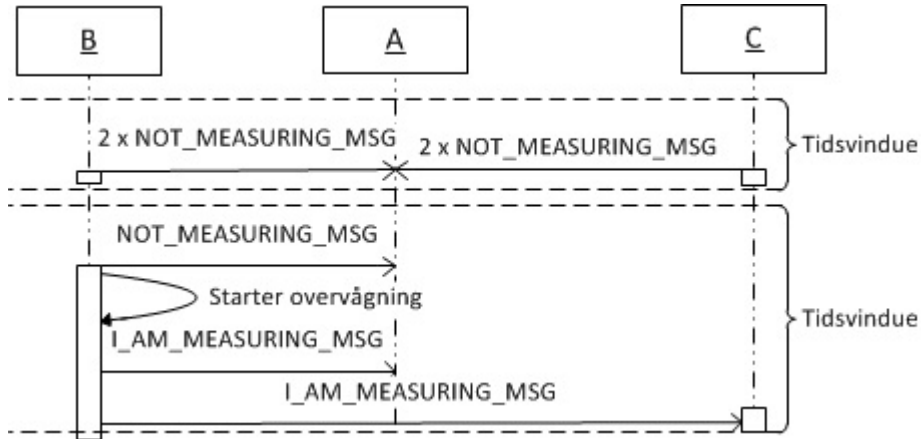 B
A
C
2 x NOT_MEASURING_MSG
2 x NOT_MEASURING_MSG
Tidsvindue
NOT_MEASURING_MSG
Starter overvågning
Tidsvindue
I_AM_MEASURING_MSG
I_AM_MEASURING_MSG